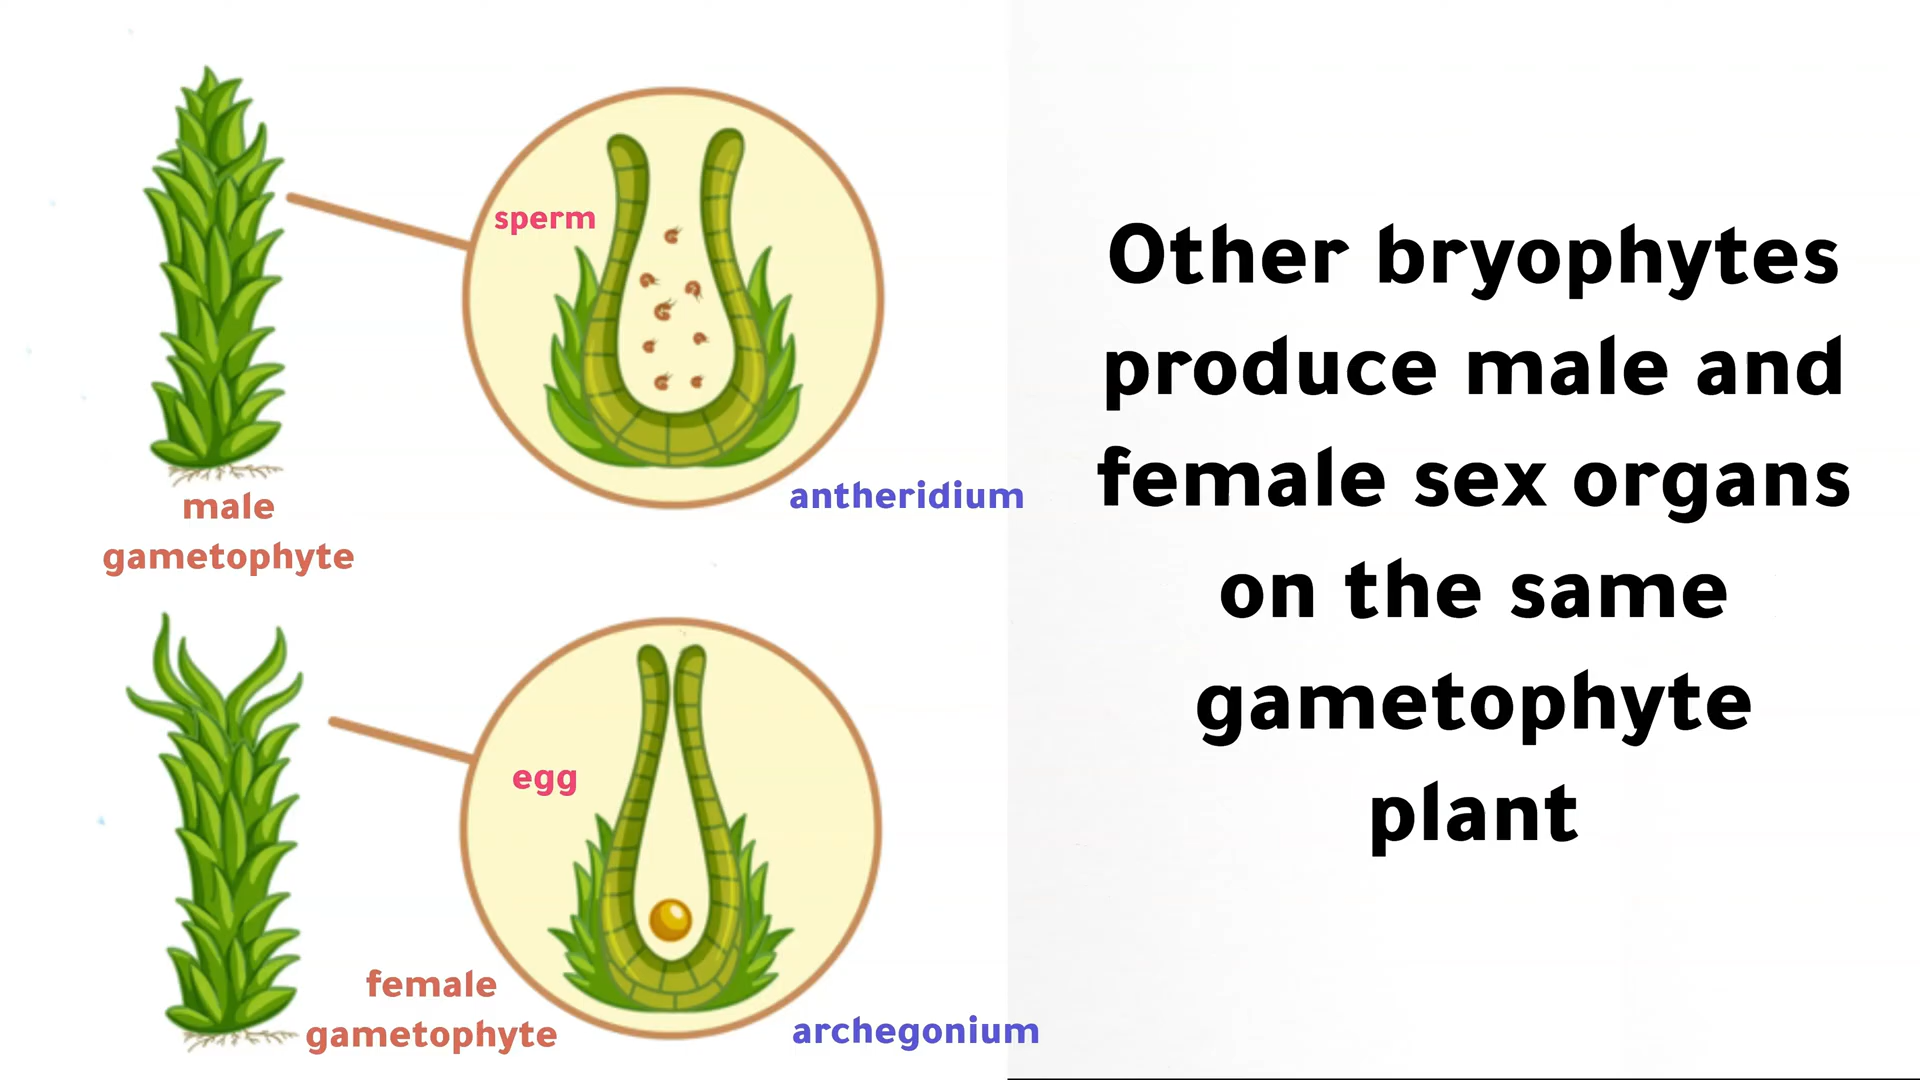 sperm
antheridium
male
gametophyte
egg
female
gametophyte
archegonium
Other bryophytes
produce male and
female sex organs
on the same
gametophyte
plant